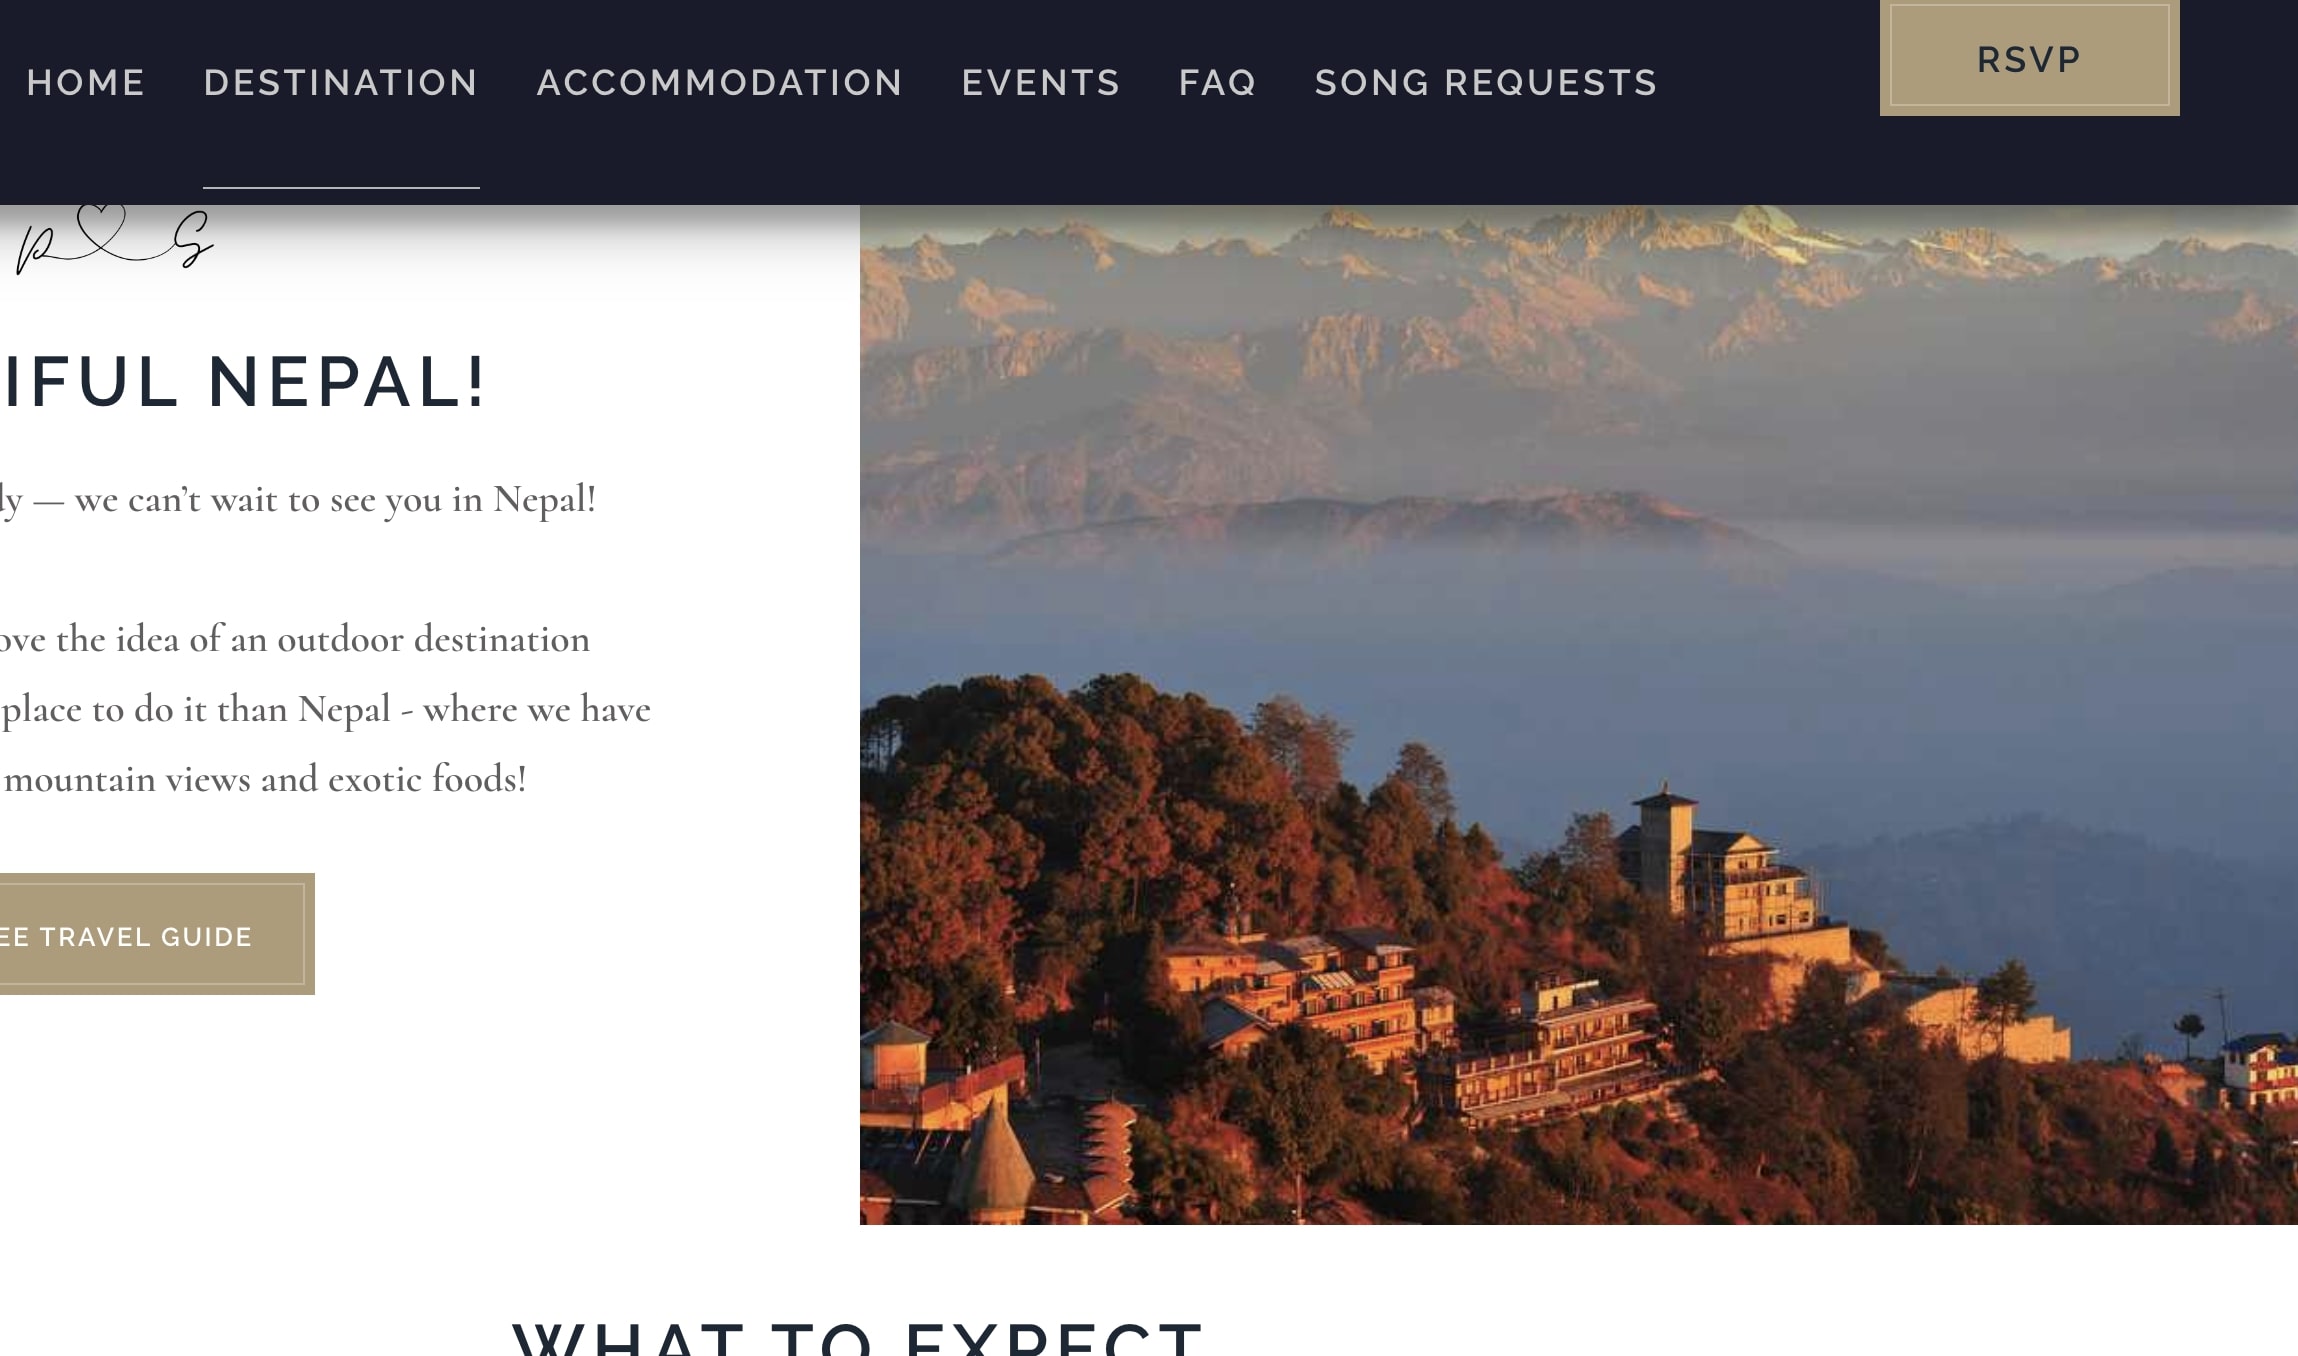 HOME DESTINATION ACCOMMODATION EVENTS FAQ SONG REQUESTS RSVP
P S
IFUL NEPAL!
dy — we can’t wait to see you in Nepal!
ove the idea of an outdoor destination
place to do it than Nepal - where we have
mountain views and exotic foods!
EE TRAVEL GUIDE
WHAT TO EXPECT